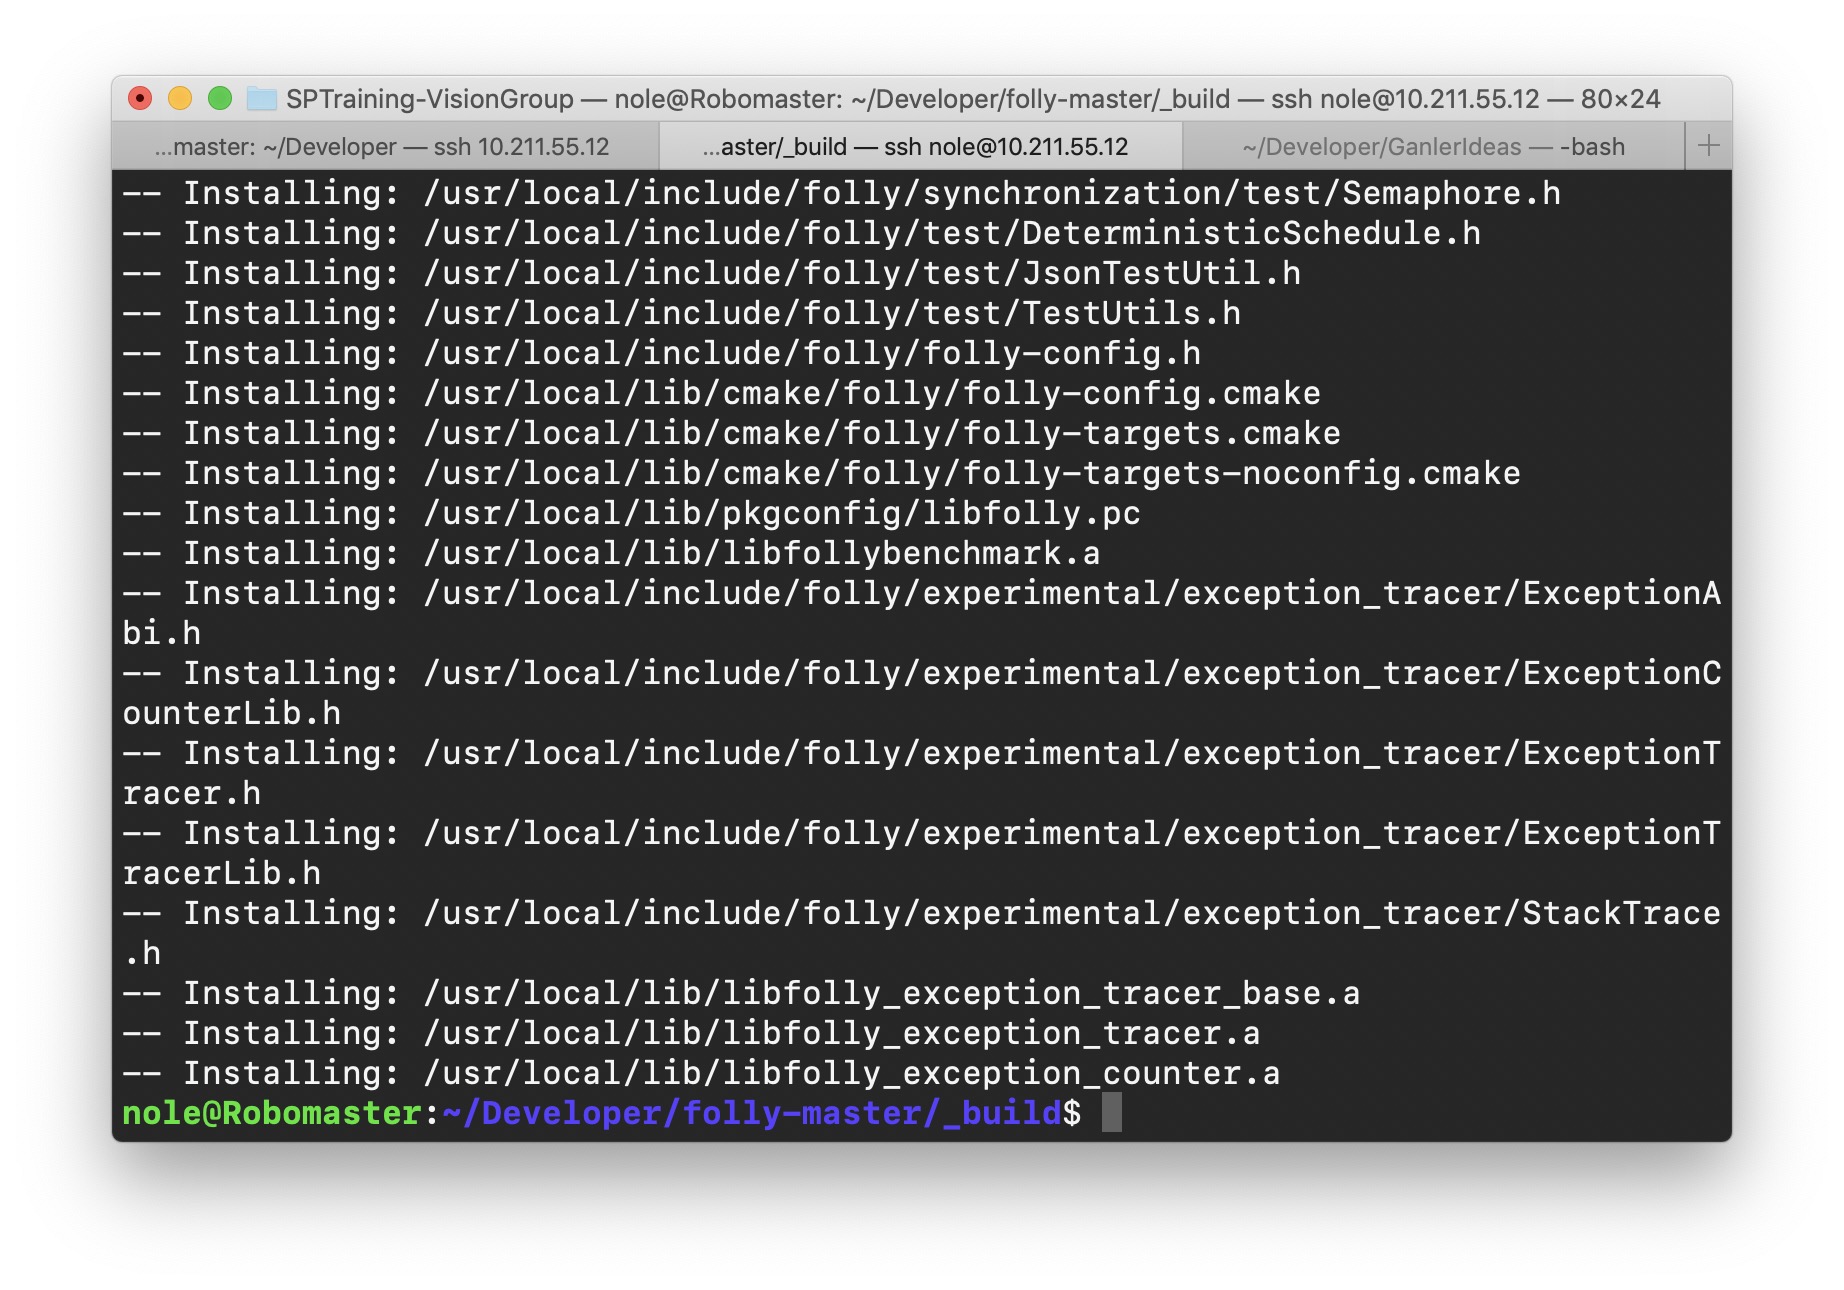 SPTraining-VisionGroup — nole@Robomaster: ~/Developer/folly-master/_build — ssh nole@10.211.55.12 — 80×24
...master: ~/Developer — ssh 10.211.55.12 ...aster/_build — ssh nole@10.211.55.12 ~/Developer/GanlerIdeas — -bash +
-- Installing: /usr/local/include/folly/synchronization/test/Semaphore.h
-- Installing: /usr/local/include/folly/test/DeterministicSchedule.h
-- Installing: /usr/local/include/folly/test/JsonTestUtil.h
-- Installing: /usr/local/include/folly/test/TestUtils.h
-- Installing: /usr/local/include/folly/folly-config.h
-- Installing: /usr/local/lib/cmake/folly/folly-config.cmake
-- Installing: /usr/local/lib/cmake/folly/folly-targets.cmake
-- Installing: /usr/local/lib/cmake/folly/folly-targets-noconfig.cmake
-- Installing: /usr/local/lib/pkgconfig/libfolly.pc
-- Installing: /usr/local/lib/libfollybenchmark.a
-- Installing: /usr/local/include/folly/experimental/exception_tracer/ExceptionA
bi.h
-- Installing: /usr/local/include/folly/experimental/exception_tracer/ExceptionC
ounterLib.h
-- Installing: /usr/local/include/folly/experimental/exception_tracer/ExceptionT
racer.h
-- Installing: /usr/local/include/folly/experimental/exception_tracer/ExceptionT
racerLib.h
-- Installing: /usr/local/include/folly/experimental/exception_tracer/StackTrace
.h
-- Installing: /usr/local/lib/libfolly_exception_tracer_base.a
-- Installing: /usr/local/lib/libfolly_exception_tracer.a
-- Installing: /usr/local/lib/libfolly_exception_counter.a
nole@Robomaster:~/Developer/folly-master/_build$